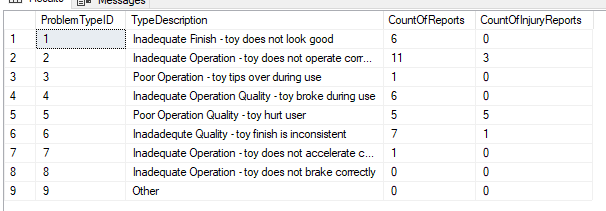 Results Messages
ProblemTypeID TypeDescription CountOfReports CountOfInjuryReports
1 1 Inadequate Finish - toy does not look good 6 0
2 2 Inadequate Operation - toy does not operate corr... 11 3
3 3 Poor Operation - toy tips over during use 1 0
4 4 Inadequate Operation Quality - toy broke during use 6 0
5 5 Poor Operation Quality - toy hurt user 5 5
6 6 Inadadequte Quality - toy finish is inconsistent 7 1
7 7 Inadequate Operation - toy does not accelerate c... 1 0
8 8 Inadequate Operation - toy does not brake correctly 0 0
9 9 Other 0 0